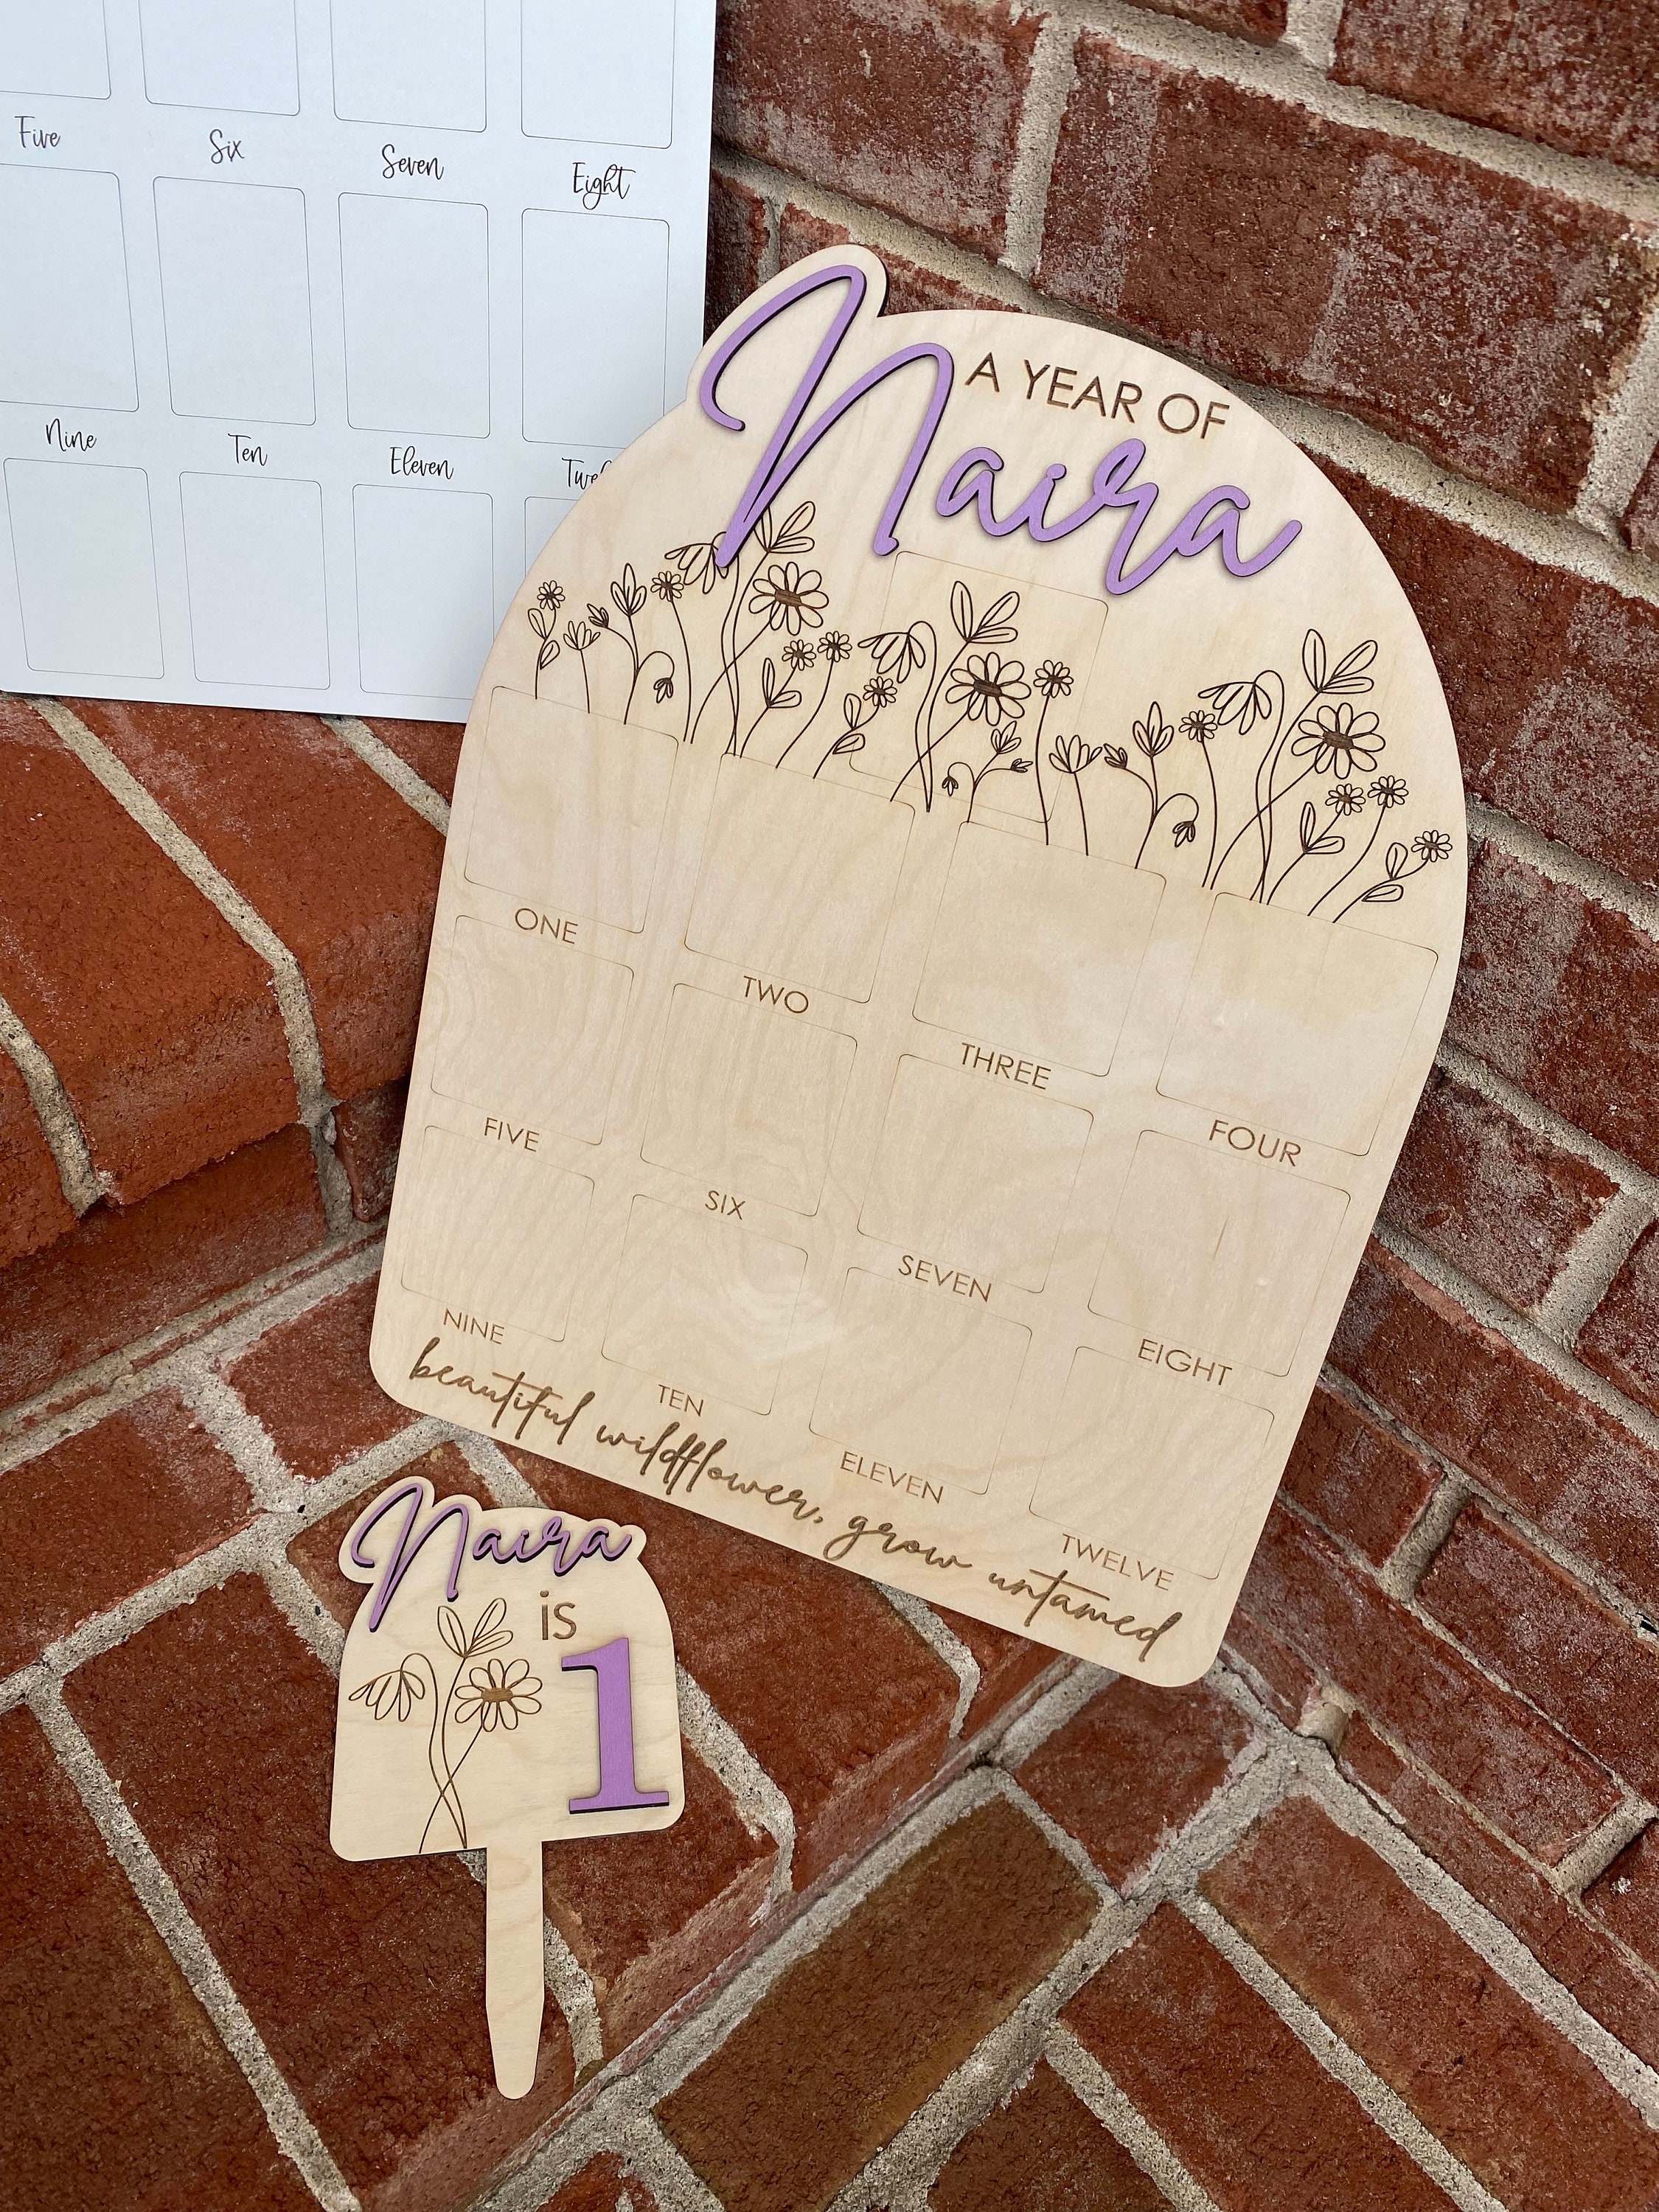 Five Six Seven Eight
Nine Ten Eleven
A YEAR OF
Naira
ONE TWO THREE FOUR
FIVE SIX SEVEN EIGHT
NINE TEN ELEVEN TWELVE
beautiful wildflower, grow untamed
Naira
is
1